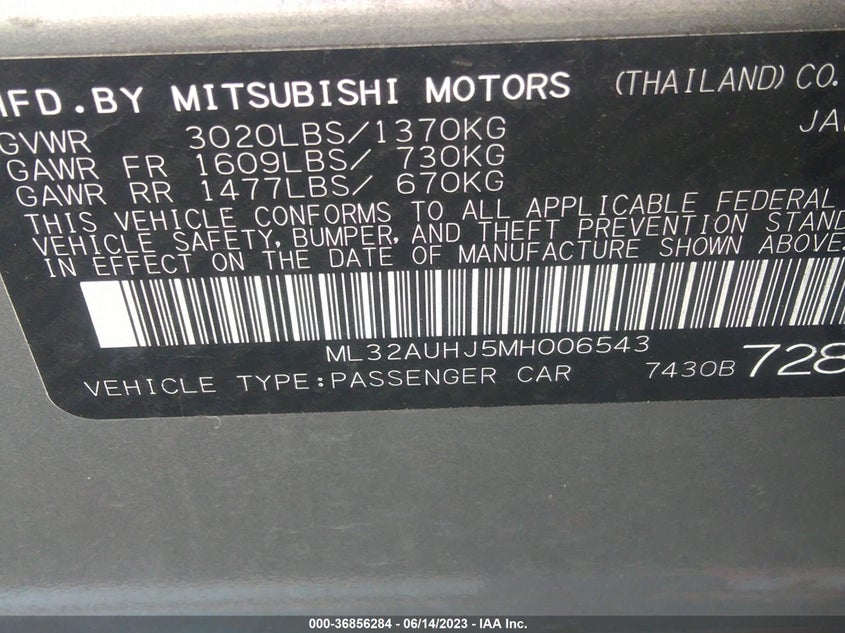 MFD.BY MITSUBISHI MOTORS (THAILAND) CO.
GVWR 3020LBS/1370KG JA
GAWR FR 1609LBS/ 730KG
GAWR RR 1477LBS/ 670KG
THIS VEHICLE CONFORMS TO ALL APPLICABLE FEDERAL
VEHICLE SAFETY, BUMPER, AND THEFT PREVENTION STAND
IN EFFECT ON THE DATE OF MANUFACTURE SHOWN ABOVE.
ML32AUHJ5MH006543
VEHICLE TYPE:PASSENGER CAR 7430B 728
000-36856284 - 06/14/2023 - IAA Inc.